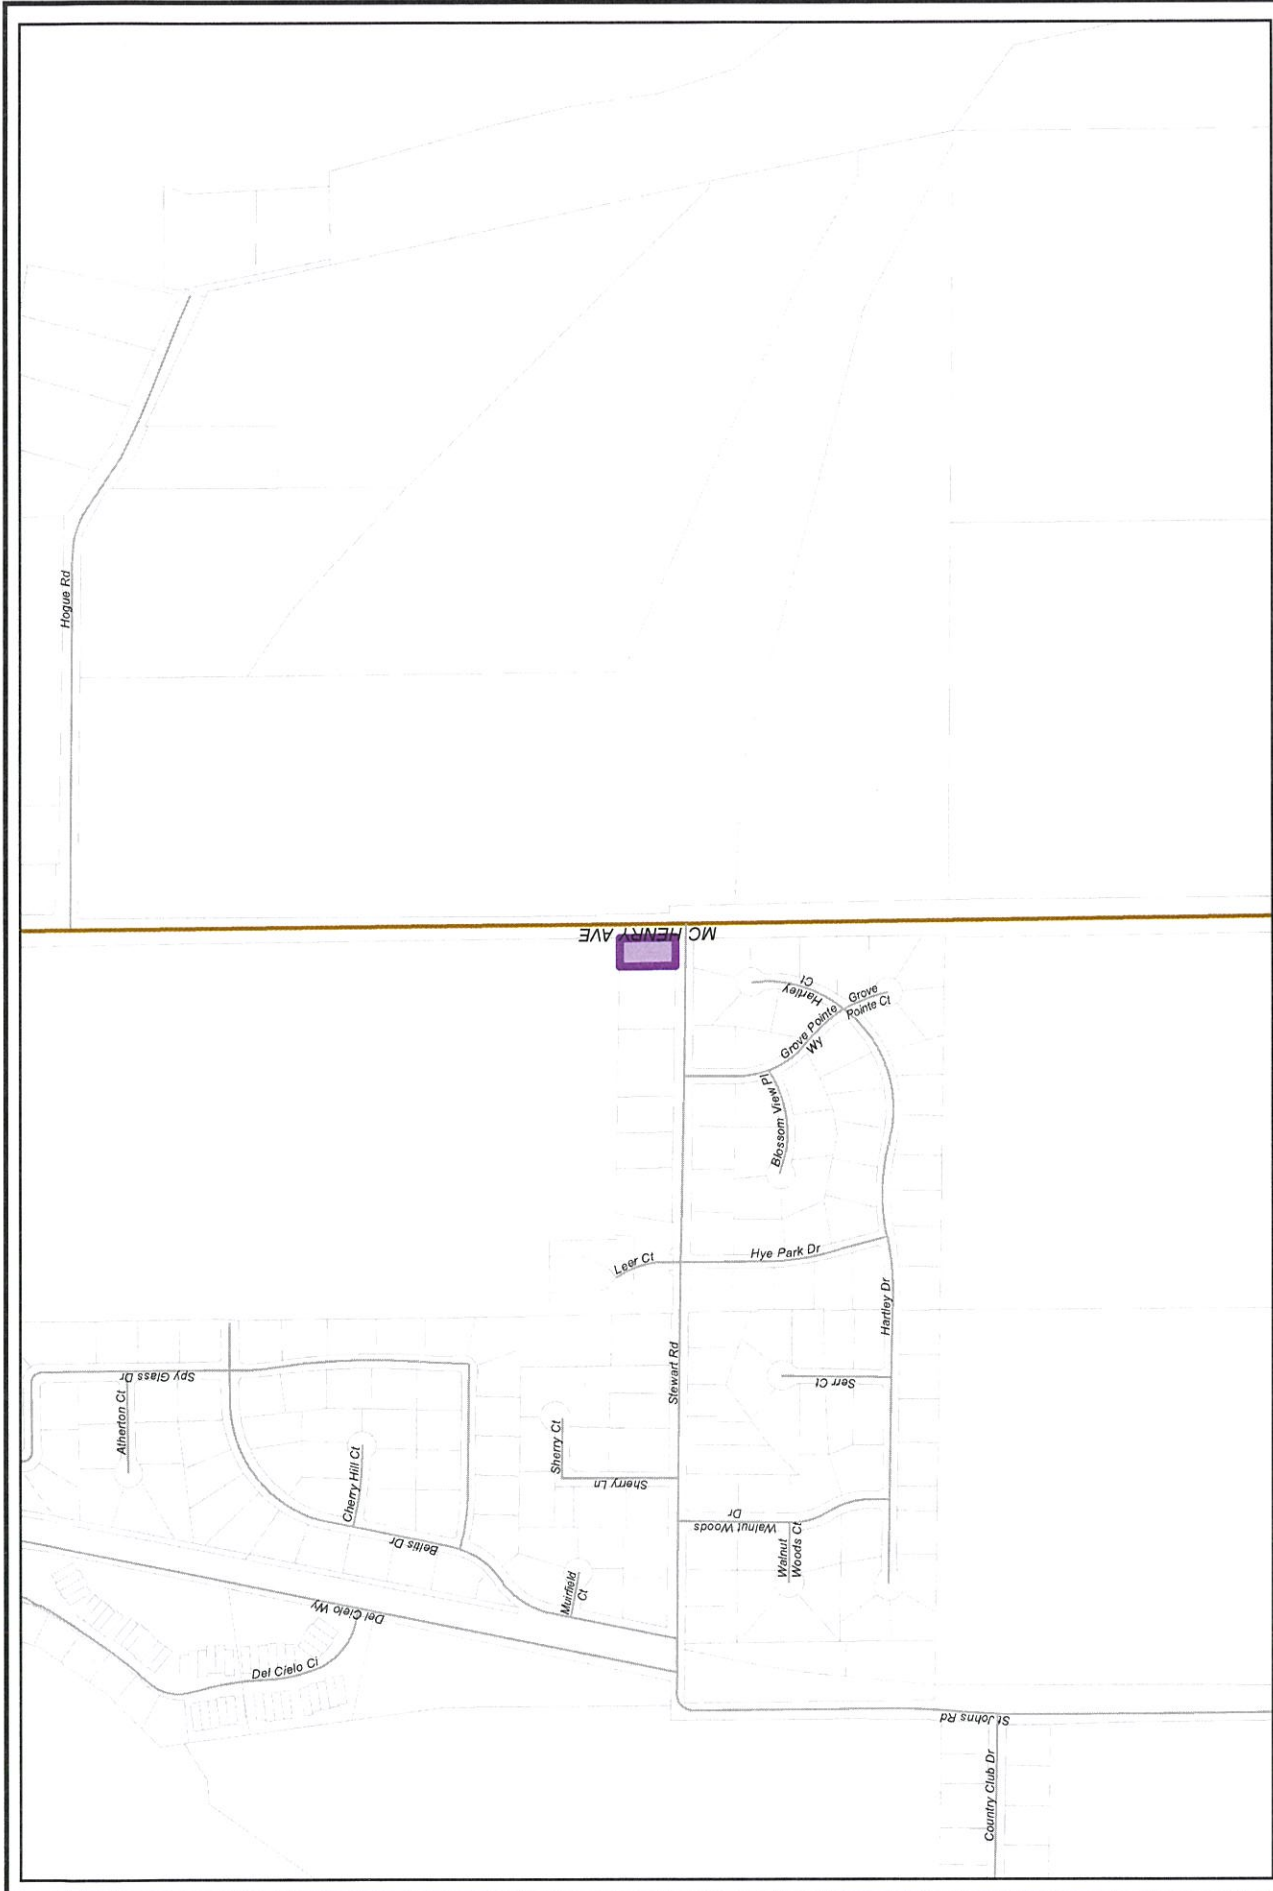 Hogue Rd
MC HENRY AVE
Hartley
Ct
Grove
Pointe Ct
Grove Pointe
Wy
Blossom View Pl
Leer Ct
Hye Park Dr
Hartley Dr
Stewart Rd
Spy Glass Dr
Serr Ct
Atherton Ct
Sherry Ct
Cherry Hill Ct
Sherry Ln
Walnut Woods
Dr
Beltis Dr
Walnut
Woods Ct
Muirfield
Ct
Del Cielo Wy
Del Cielo Ci
St Johns Rd
Country Club Dr